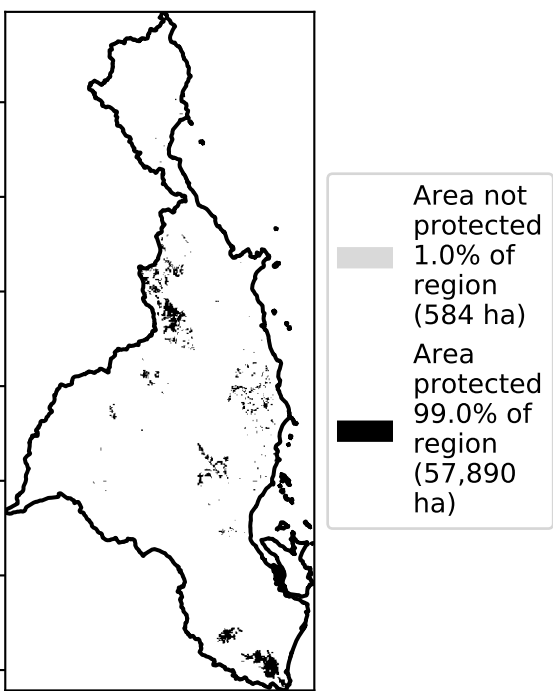 Area not
protected
1.0% of
region
(584 ha)
Area
protected
99.0% of
region
(57,890
ha)